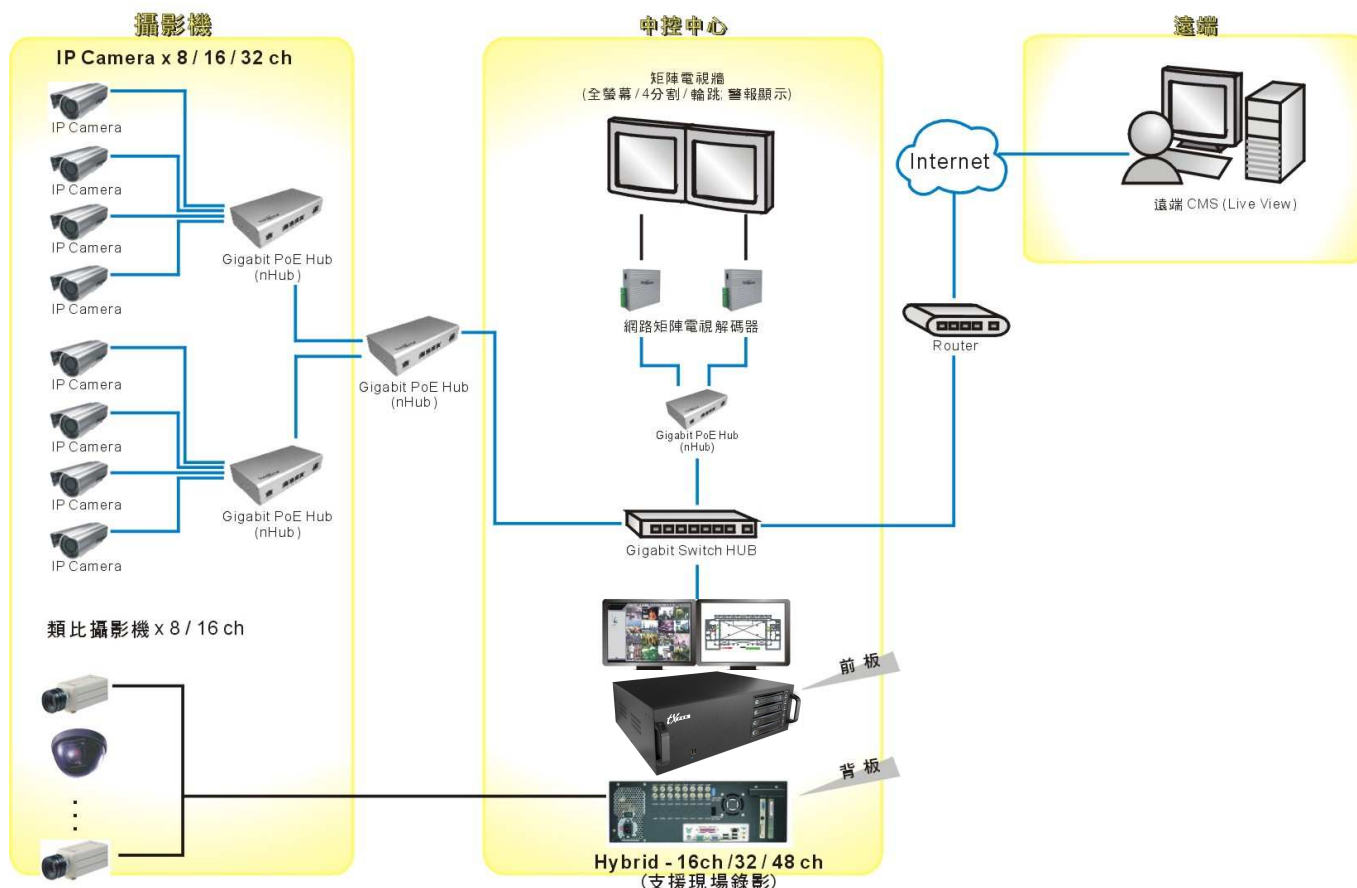 攝影機
IP Camera x 8 / 16 / 32 ch
IP Camera
IP Camera
IP Camera
IP Camera
Gigabit PoE Hub
(nHub)
IP Camera
IP Camera
IP Camera
IP Camera
Gigabit PoE Hub
(nHub)
Gigabit PoE Hub
(nHub)
類比攝影機 x 8 / 16 ch
中控中心
矩陣電視牆
(全螢幕 / 4分割 / 輪跳; 警報顯示)
網路矩陣電視解碼器
Gigabit PoE Hub
(nHub)
Gigabit Switch HUB
前板
背板
Hybrid - 16ch /32 / 48 ch
(支援現場錄影)
遠端
Internet
遠端 CMS (Live View)
Router